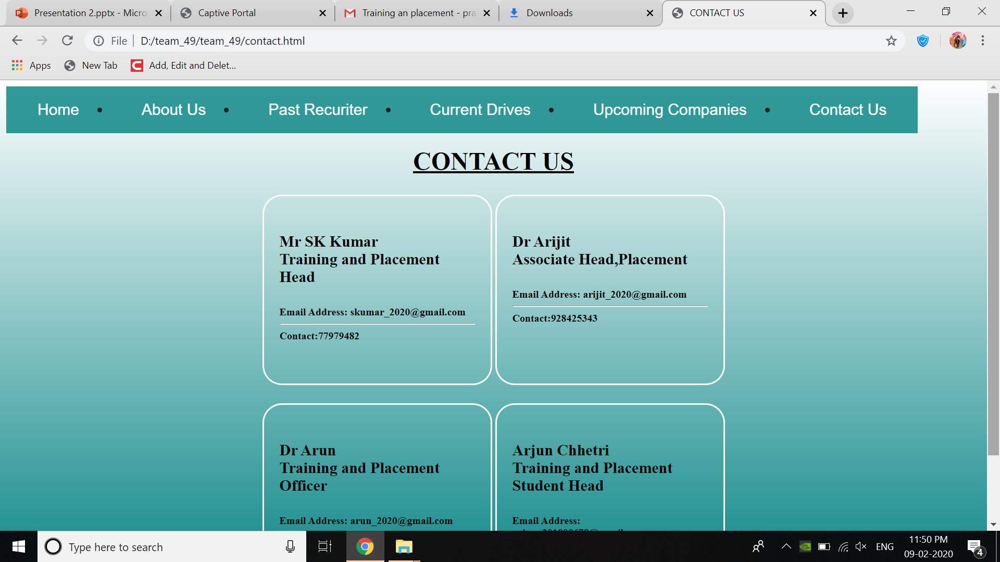 Presentation 2.pptx - Micro
Captive Portal
Training an placement - pra
Downloads
CONTACT US
File
D:/team_49/team_49/contact.html
Apps
New Tab
Add, Edit and Delet...
Home
About Us
Past Recuriter
Current Drives
Upcoming Companies
Contact Us
CONTACT US
Mr SK Kumar
Training and Placement
Head
Email Address: skumar_2020@gmail.com
Contact:77979482
Dr Arijit
Associate Head,Placement
Email Address: arijit_2020@gmail.com
Contact:928425343
Dr Arun
Training and Placement
Officer
Email Address: arun_2020@gmail.com
Arjun Chhetri
Training and Placement
Student Head
Email Address:
Type here to search
ENG
11:50 PM
09-02-2020
4